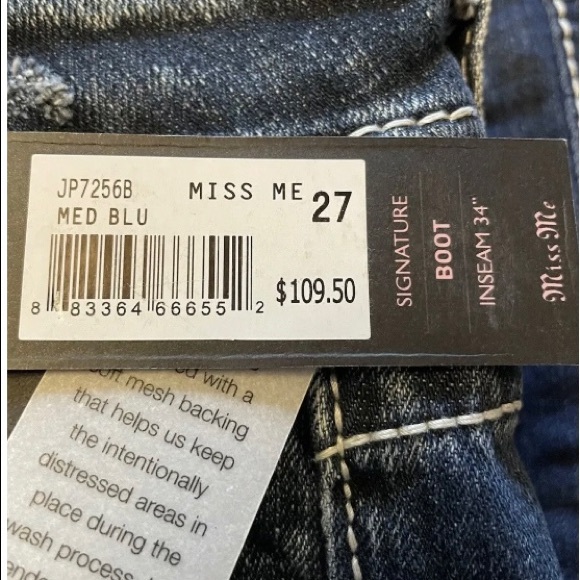 JP7256B MISS ME 27
MED BLU
8 83364 66655 2
$109.50
SIGNATURE
BOOT
INSEAM 34"
Miss Me
with a
soft mesh backing
that helps us keep
the intentionally
distressed areas in
place during the
wash process